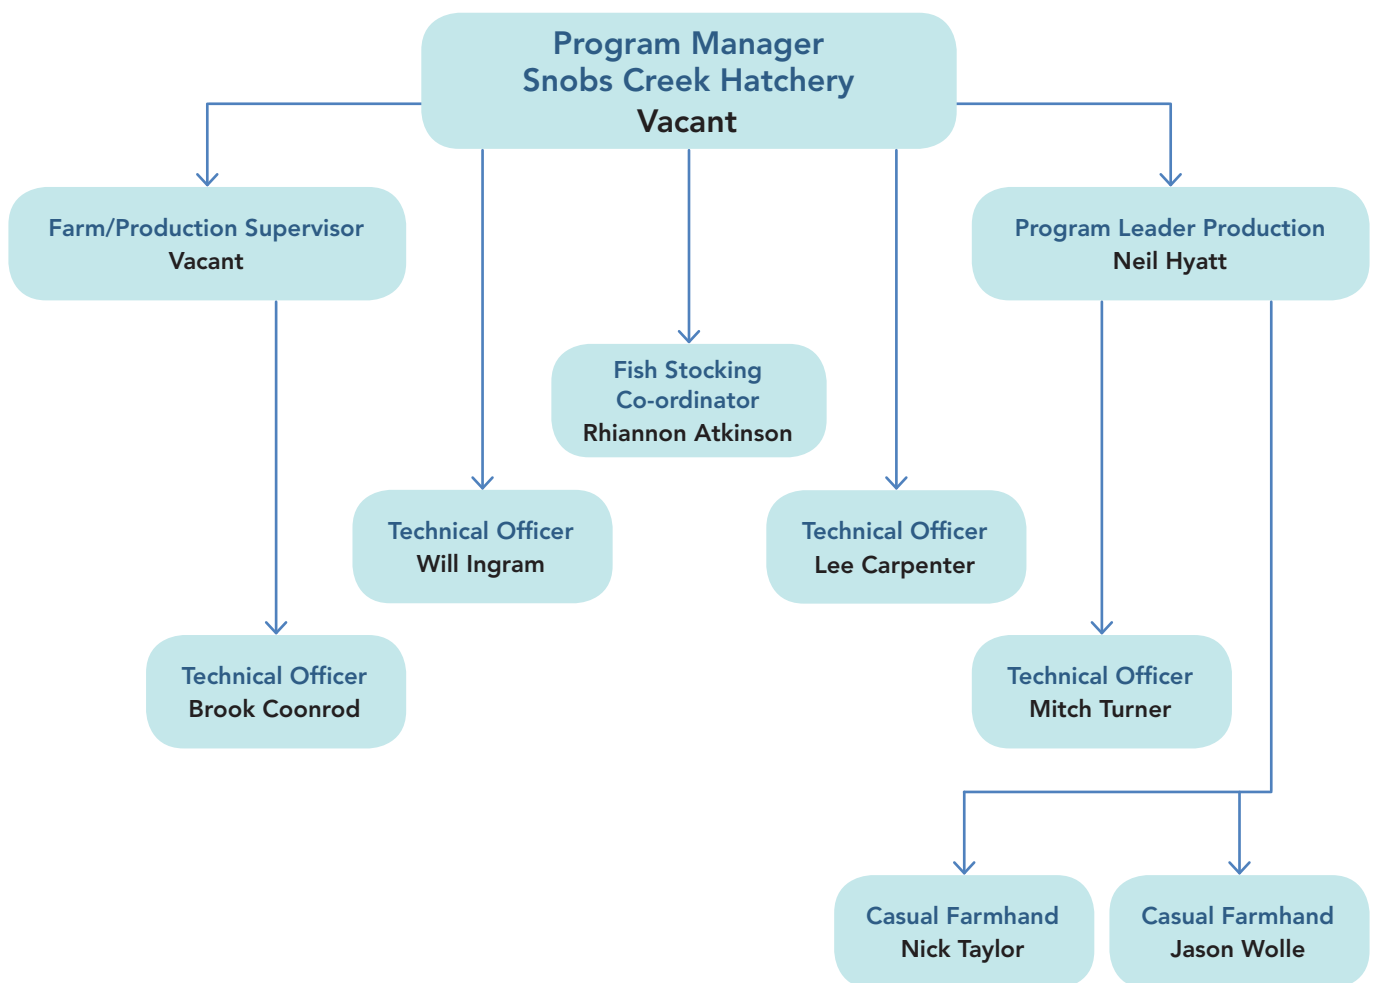 Program Manager
Snobs Creek Hatchery
Vacant
Farm/Production Supervisor
Vacant
Program Leader Production
Neil Hyatt
Fish Stocking
Co-ordinator
Rhiannon Atkinson
Technical Officer
Will Ingram
Technical Officer
Lee Carpenter
Technical Officer
Brook Coonrod
Technical Officer
Mitch Turner
Casual Farmhand
Nick Taylor
Casual Farmhand
Jason Wolle